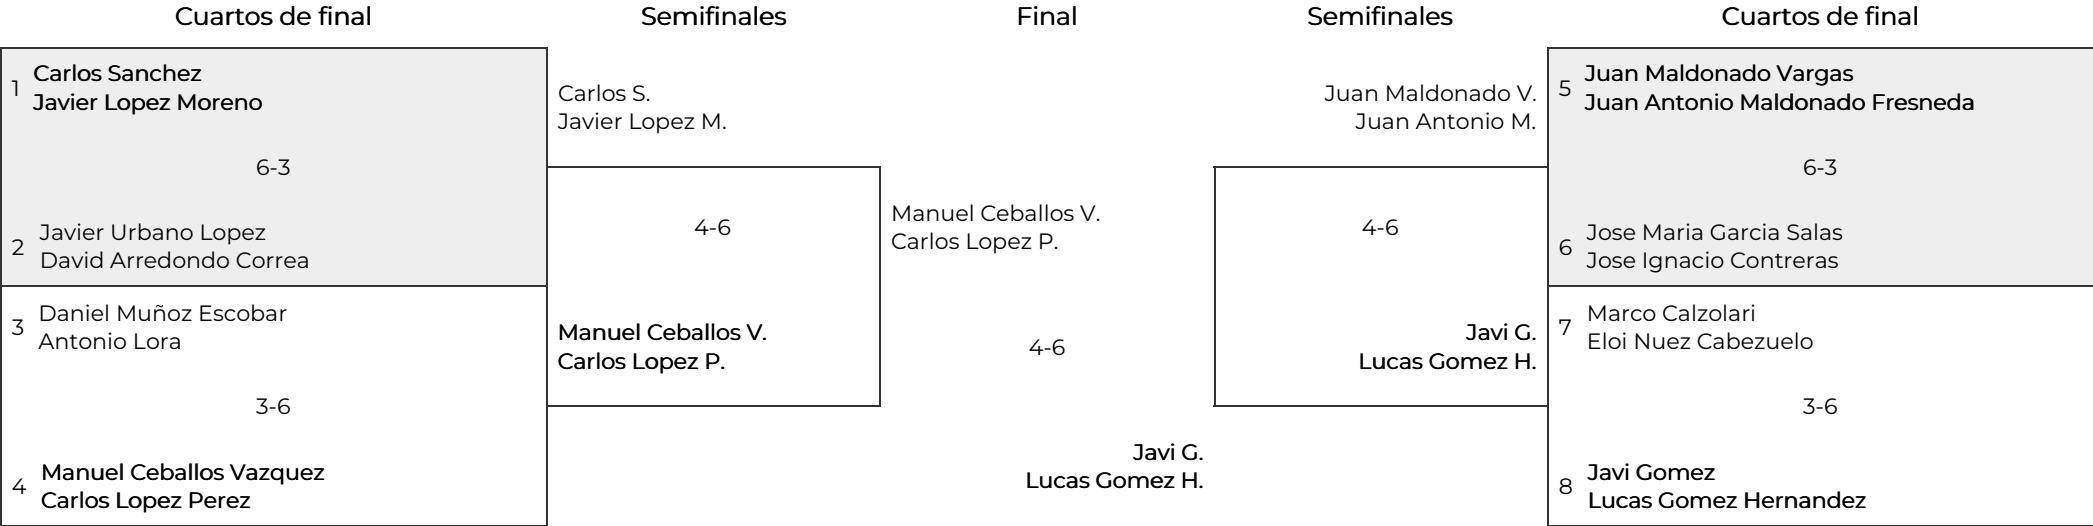 Cuartos de final
Semifinales
Final
Semifinales
Cuartos de final
1
Carlos Sanchez
Javier Lopez Moreno
6-3
2
Javier Urbano Lopez
David Arredondo Correa
3
Daniel Muñoz Escobar
Antonio Lora
3-6
4
Manuel Ceballos Vazquez
Carlos Lopez Perez
Carlos S.
Javier Lopez M.
4-6
Manuel Ceballos V.
Carlos Lopez P.
Manuel Ceballos V.
Carlos Lopez P.
4-6
Javi G.
Lucas Gomez H.
Juan Maldonado V.
Juan Antonio M.
4-6
Javi G.
Lucas Gomez H.
5
Juan Maldonado Vargas
Juan Antonio Maldonado Fresneda
6-3
6
Jose Maria Garcia Salas
Jose Ignacio Contreras
7
Marco Calzolari
Eloi Nuez Cabezuelo
3-6
8
Javi Gomez
Lucas Gomez Hernandez